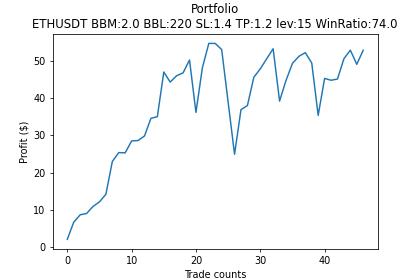 Portfolio
ETHUSDT BBM:2.0 BBL:220 SL:1.4 TP:1.2 lev:15 WinRatio:74.0
50
40
30
20
10
0
Profit ($)
0 10 20 30 40
Trade counts